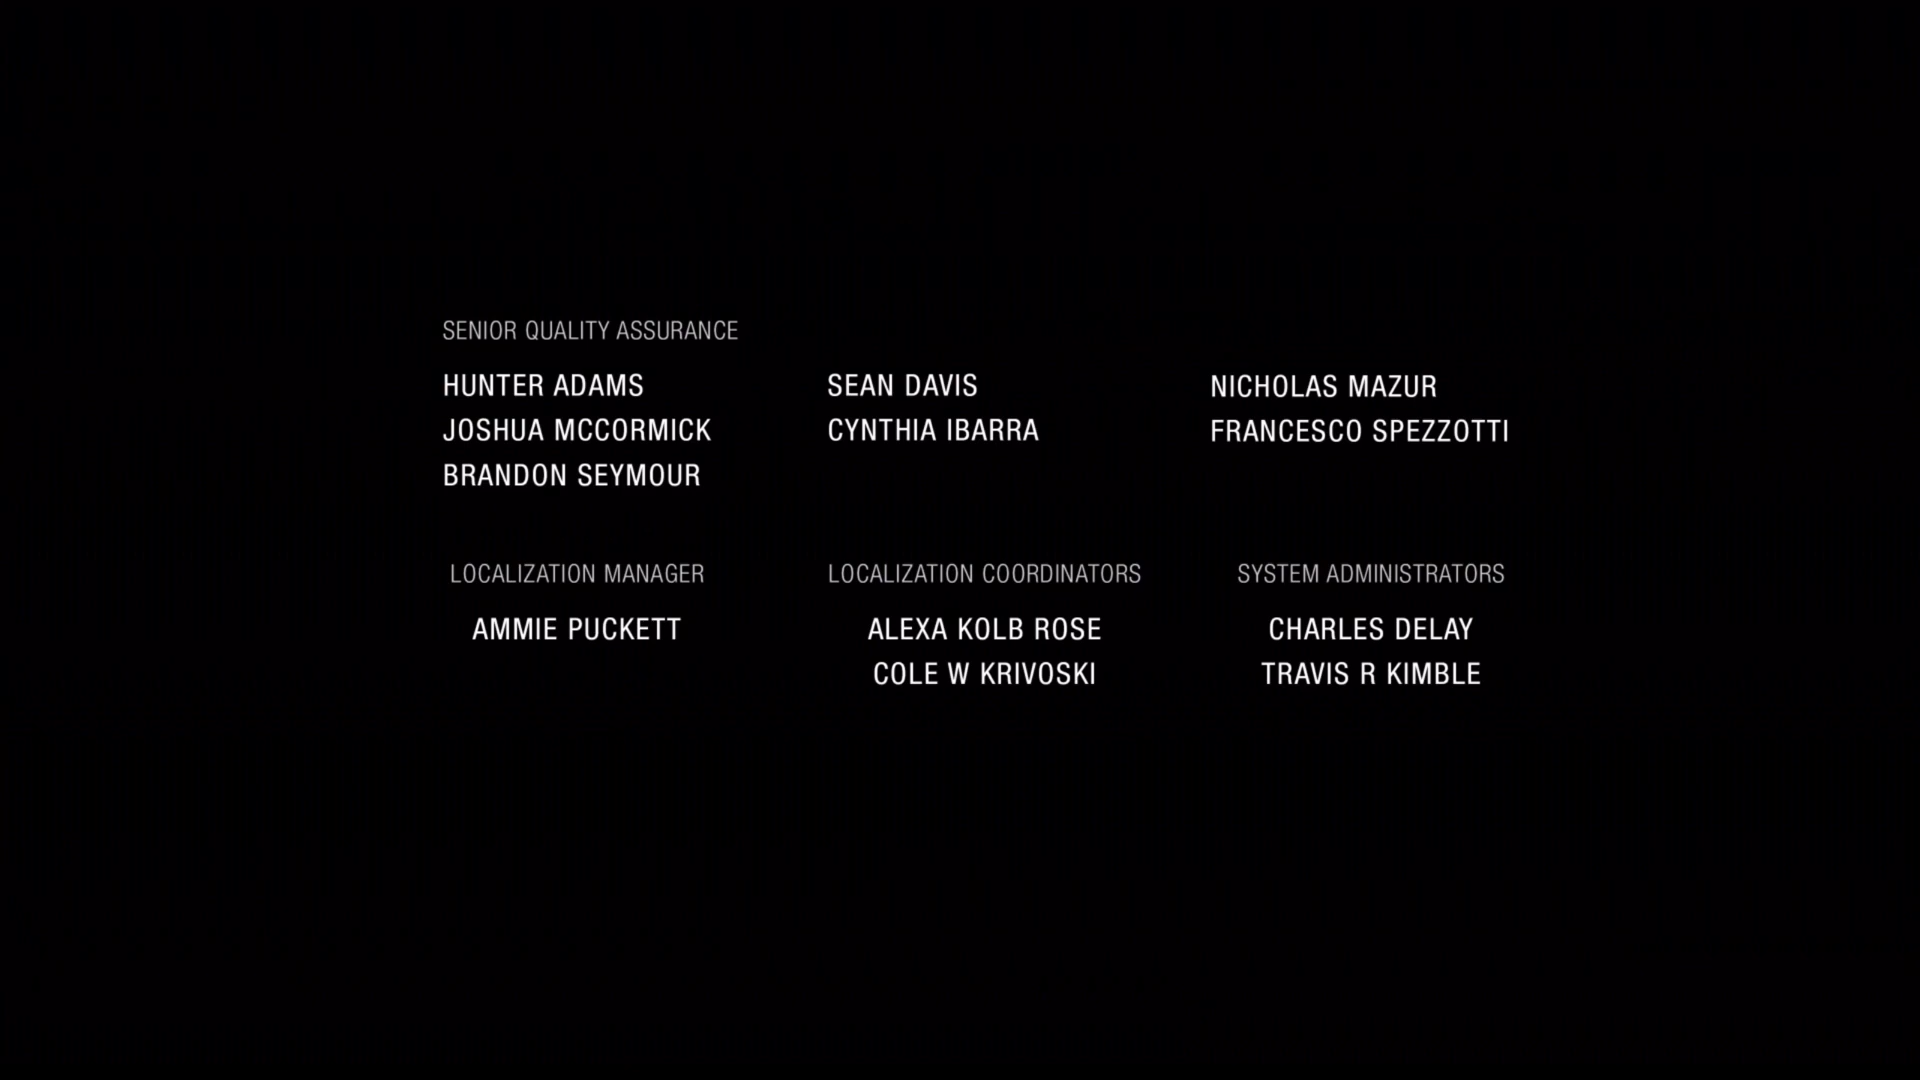 SENIOR QUALITY ASSURANCE
HUNTER ADAMS
SEAN DAVIS
NICHOLAS MAZUR
JOSHUA MCCORMICK
CYNTHIA IBARRA
FRANCESCO SPEZZOTTI
BRANDON SEYMOUR
LOCALIZATION MANAGER
AMMIE PUCKETT
LOCALIZATION COORDINATORS
ALEXA KOLB ROSE
COLE W KRIVOSKI
SYSTEM ADMINISTRATORS
CHARLES DELAY
TRAVIS R KIMBLE